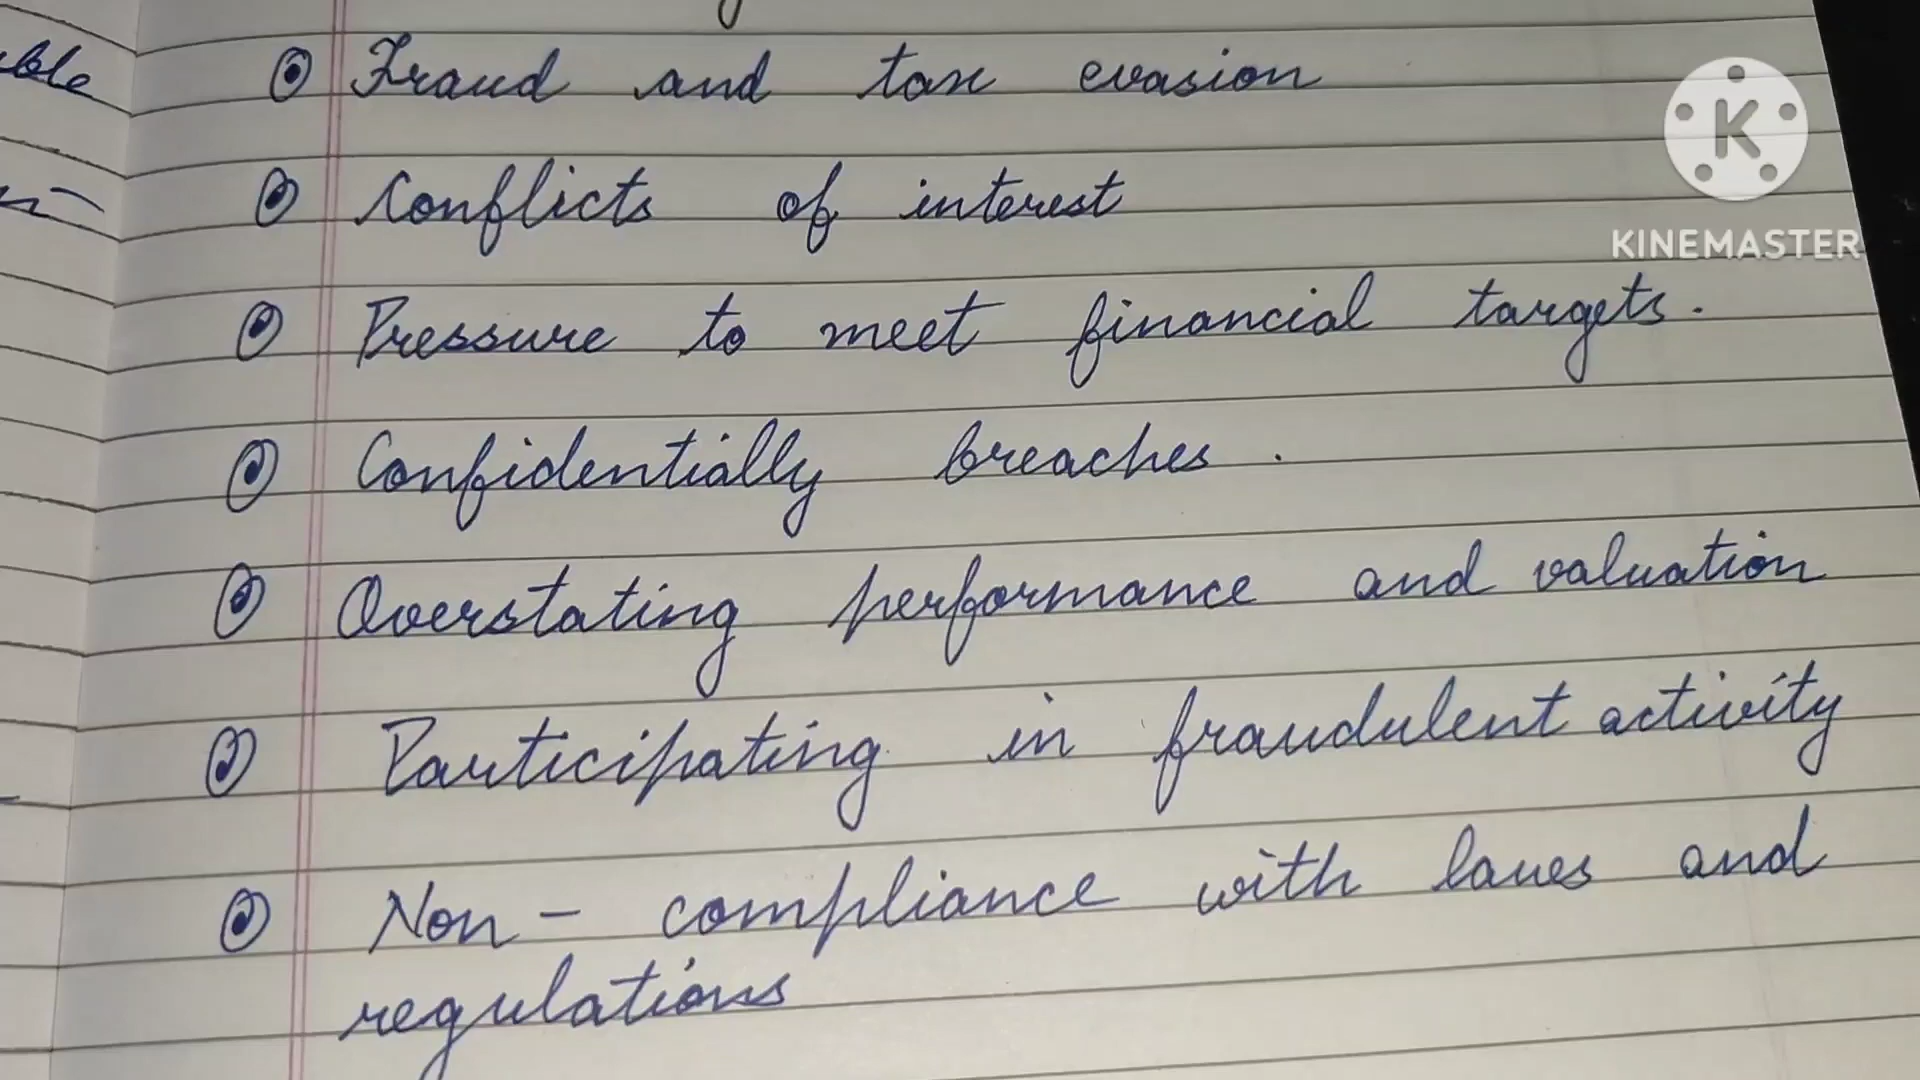 ble
Fraud and tax evasion
Conflicts of interest
Pressure to meet financial targets.
Confidentially breaches.
Overstating performance and valuation
Participating in fraudulent activity
Non - compliance with laws and
regulations
K
KINEMASTER